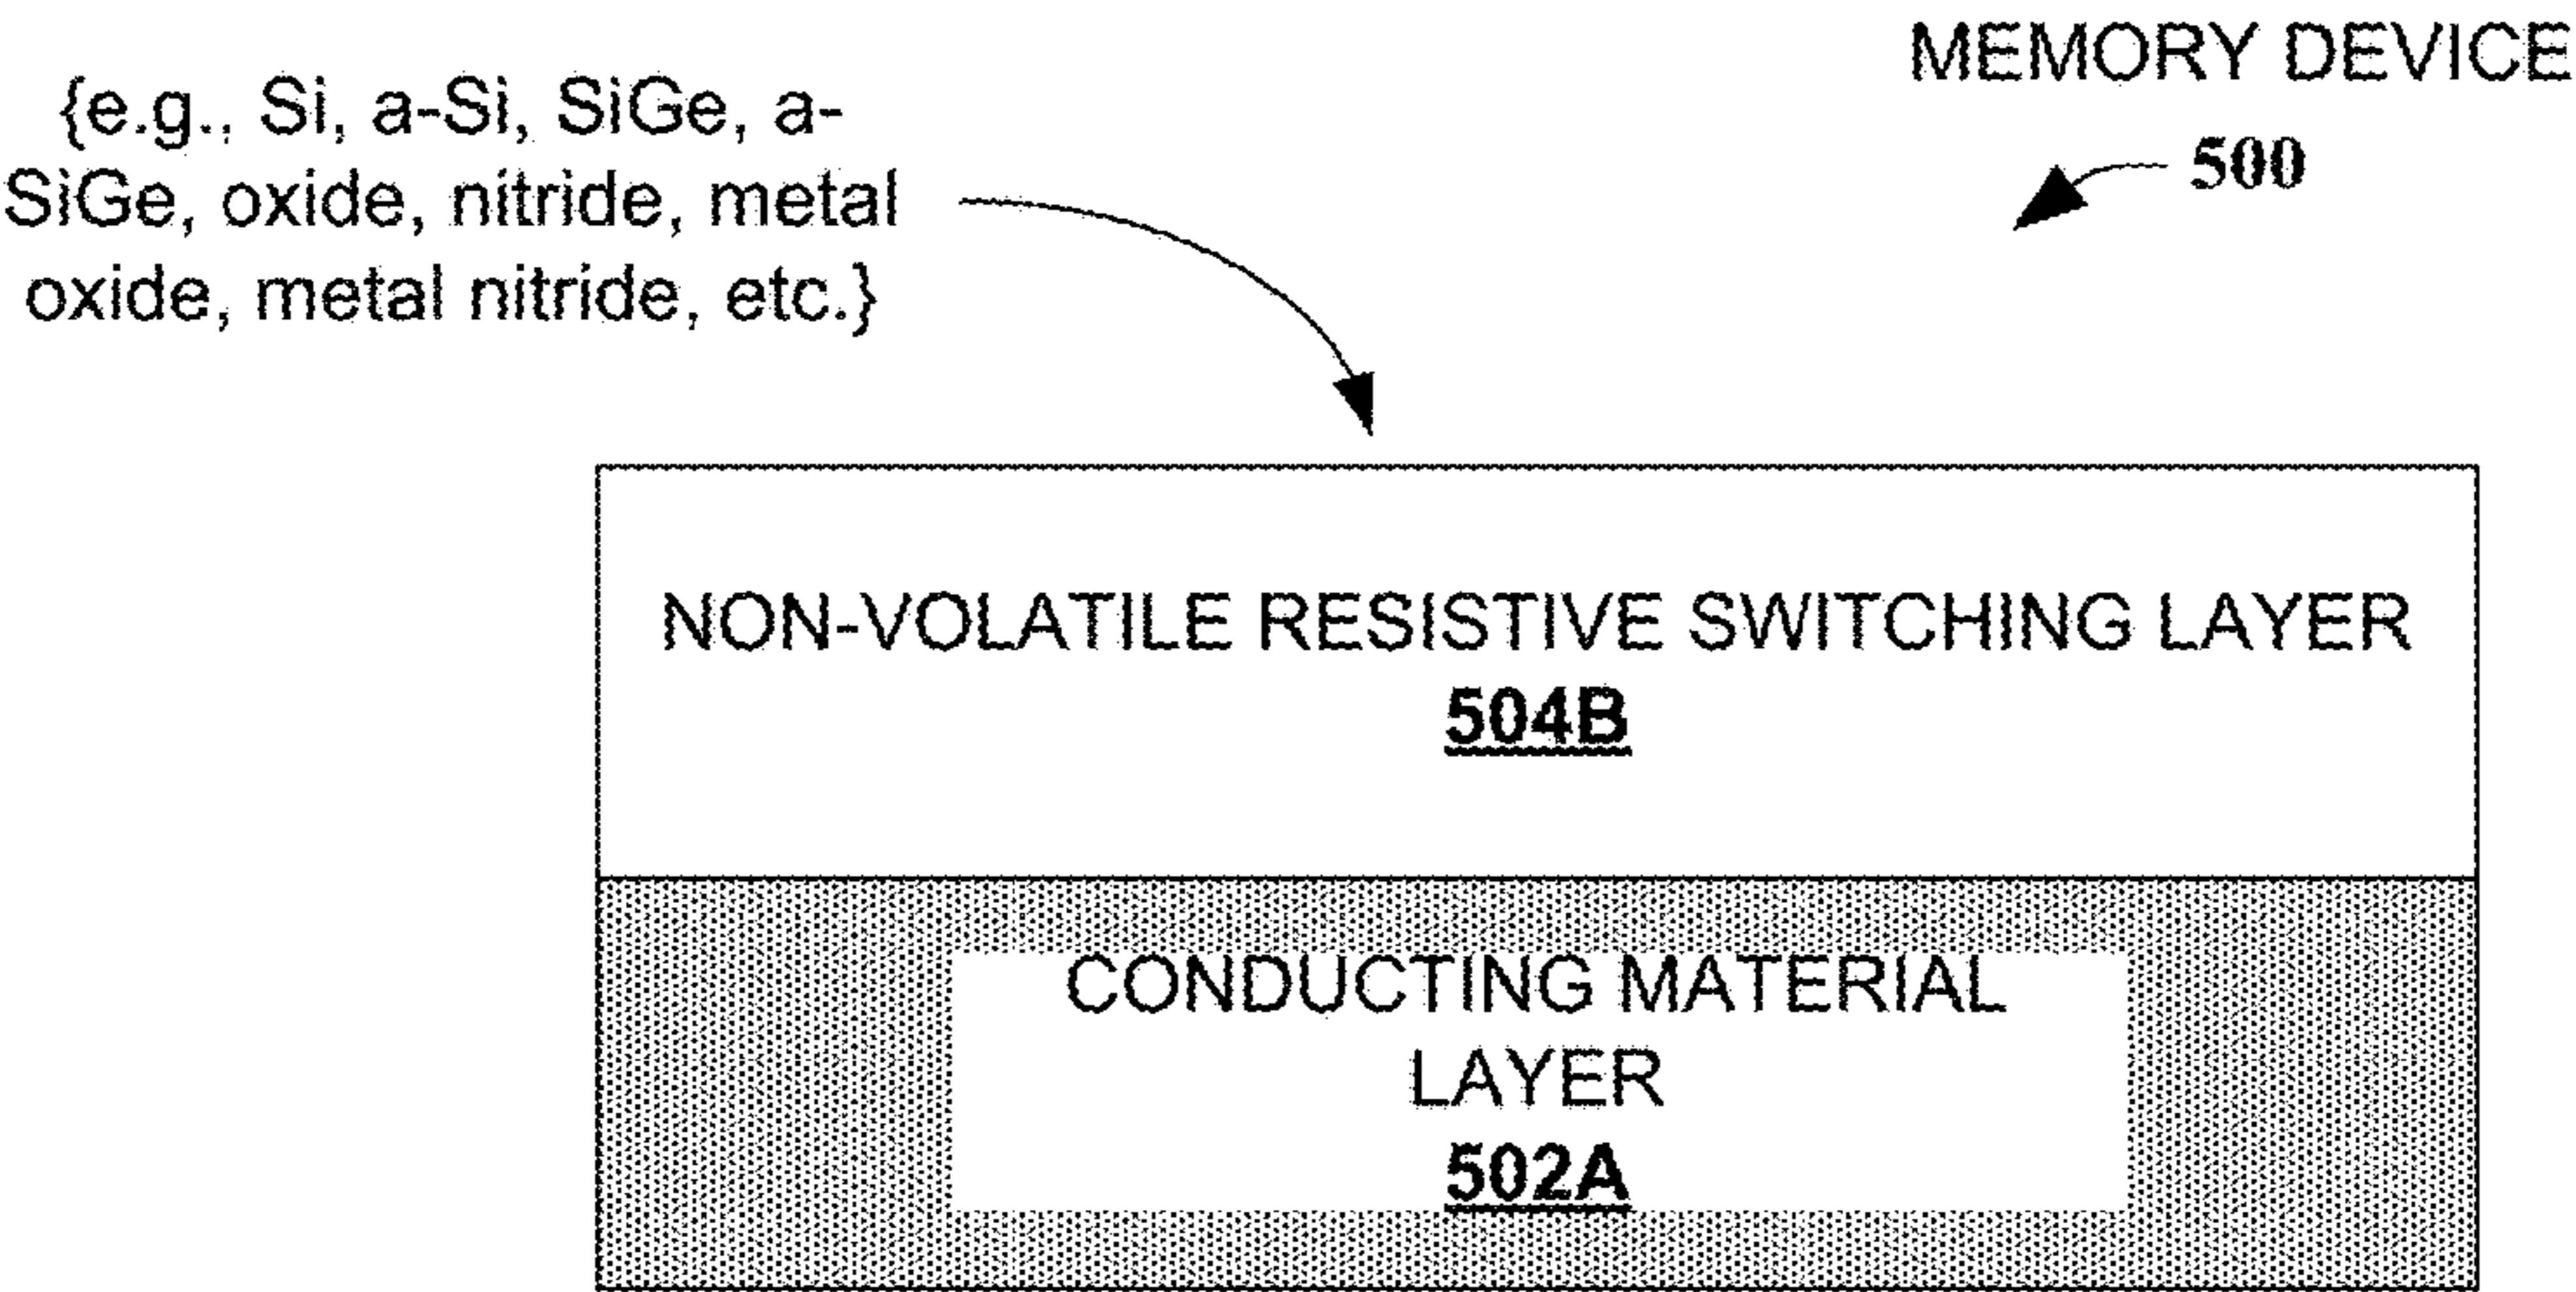 MEMORY DEVICE
500
{e.g., Si, a-Si, SiGe, a-
SiGe, oxide, nitride, metal
oxide, metal nitride, etc.}
NON-VOLATILE RESISTIVE SWITCHING LAYER
504B
CONDUCTING MATERIAL
LAYER
502A